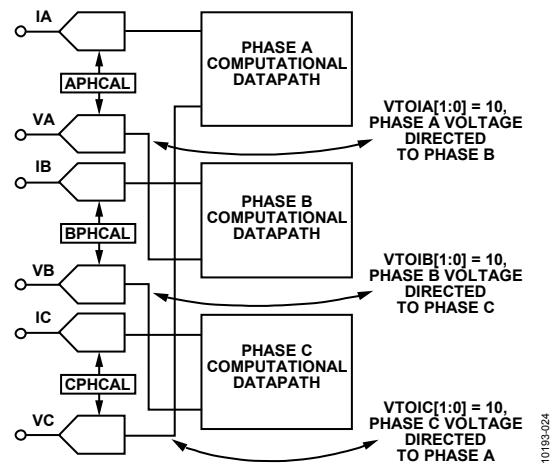 IA
PHASE A
COMPUTATIONAL
DATAPATH
APHCAL
VTOIA[1:0] = 10,
PHASE A VOLTAGE
DIRECTED
TO PHASE B
VA
IB
PHASE B
COMPUTATIONAL
DATAPATH
BPHCAL
VTOIB[1:0] = 10,
PHASE B VOLTAGE
DIRECTED
TO PHASE C
VB
IC
PHASE C
COMPUTATIONAL
DATAPATH
CPHCAL
VTOIC[1:0] = 10,
PHASE C VOLTAGE
DIRECTED
TO PHASE A
VC
10193-024